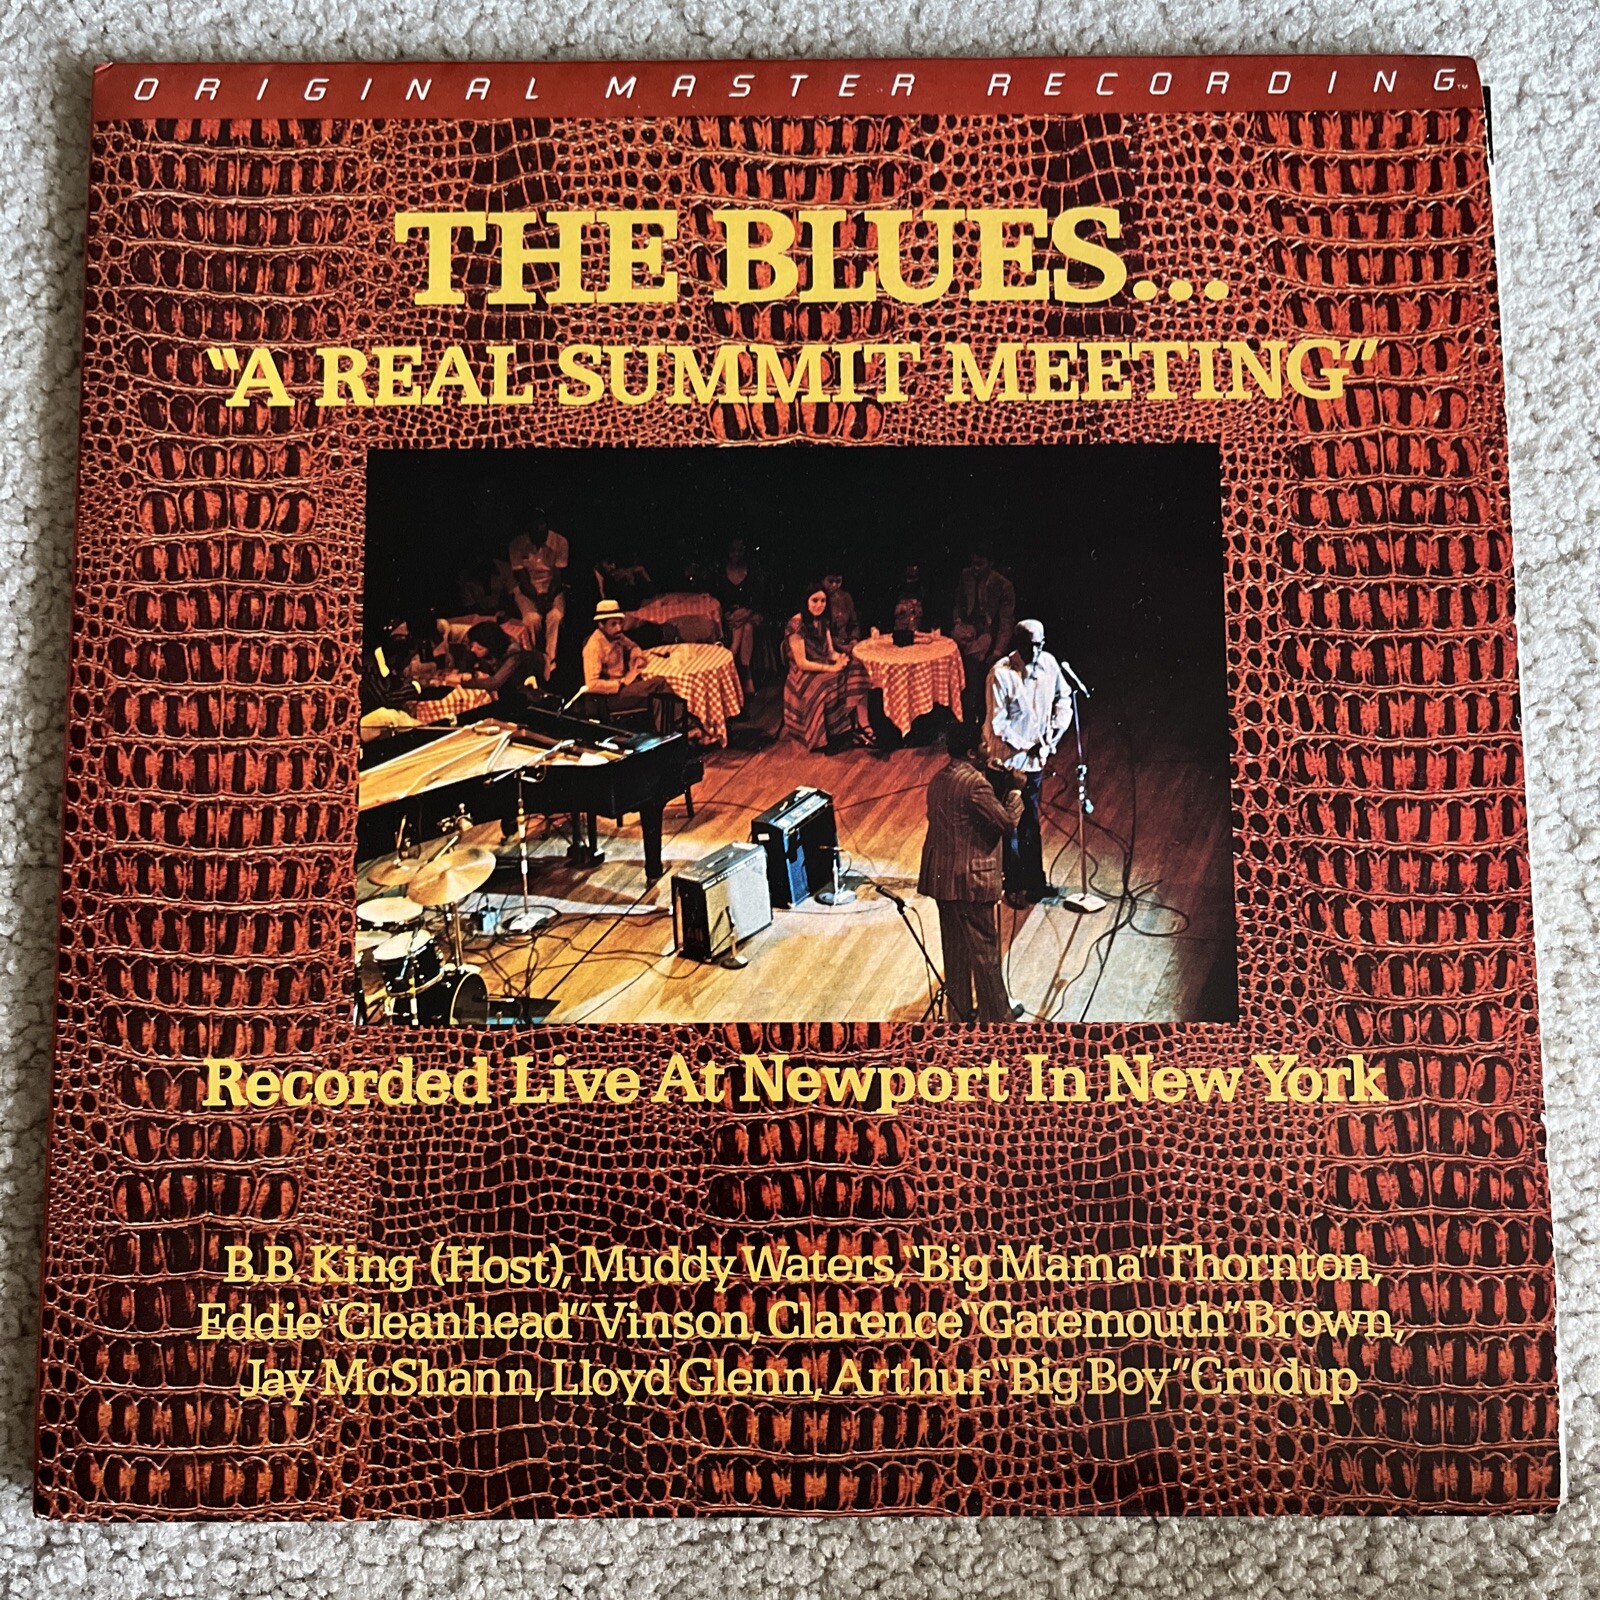 ORIGINAL MASTER RECORDING™
THE BLUES...
"A REAL SUMMIT MEETING"
Recorded Live At Newport In New York
B.B. King (Host), Muddy Waters, "Big Mama" Thornton,
Eddie "Cleanhead" Vinson, Clarence "Gatemouth" Brown,
Jay McShann, Lloyd Glenn, Arthur "Big Boy" Crudup